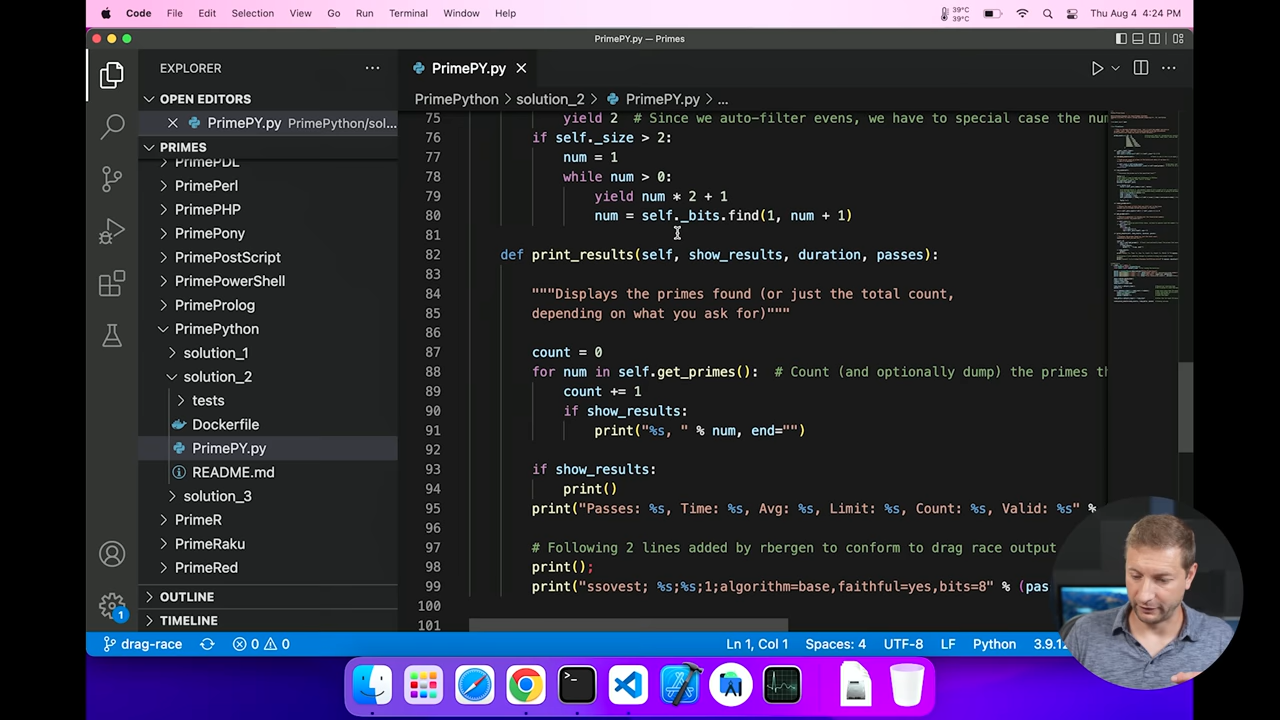 Code File Edit Selection View Go Run Terminal Window Help 39°C 39°C Thu Aug 4 4:24 PM
PrimePY.py — Primes
EXPLORER
OPEN EDITORS
PrimePY.py PrimePython/sol...
PRIMES
PrimePDL
PrimePerl
PrimePHP
PrimePony
PrimePostScript
PrimePowerShell
PrimeProlog
PrimePython
solution_1
solution_2
tests
Dockerfile
PrimePY.py
README.md
solution_3
PrimeR
PrimeRaku
PrimeRed
OUTLINE
TIMELINE
PrimePY.py
PrimePython > solution_2 > PrimePY.py > ...
75 yield 2 # Since we auto-filter evens, we have to special case the nu
76 if self._size > 2:
77 num = 1
78 while num > 0:
79 yield num * 2 + 1
80 num = self._bits.find(1, num + 1)
81
82 def print_results(self, show_results, duration, passes):
83
84 """Displays the primes found (or just the total count,
85 depending on what you ask for)"""
86
87 count = 0
88 for num in self.get_primes(): # Count (and optionally dump) the primes t
89 count += 1
90 if show_results:
91 print("%s, " % num, end="")
92
93 if show_results:
94 print()
95 print("Passes: %s, Time: %s, Avg: %s, Limit: %s, Count: %s, Valid: %s" %
96
97 # Following 2 lines added by rbergen to conform to drag race output
98 print();
99 print("ssovest; %s;%s;1;algorithm=base,faithful=yes,bits=8" % (pas
100
101
1 drag-race 0 0 Ln 1, Col 1 Spaces: 4 UTF-8 LF Python 3.9.12